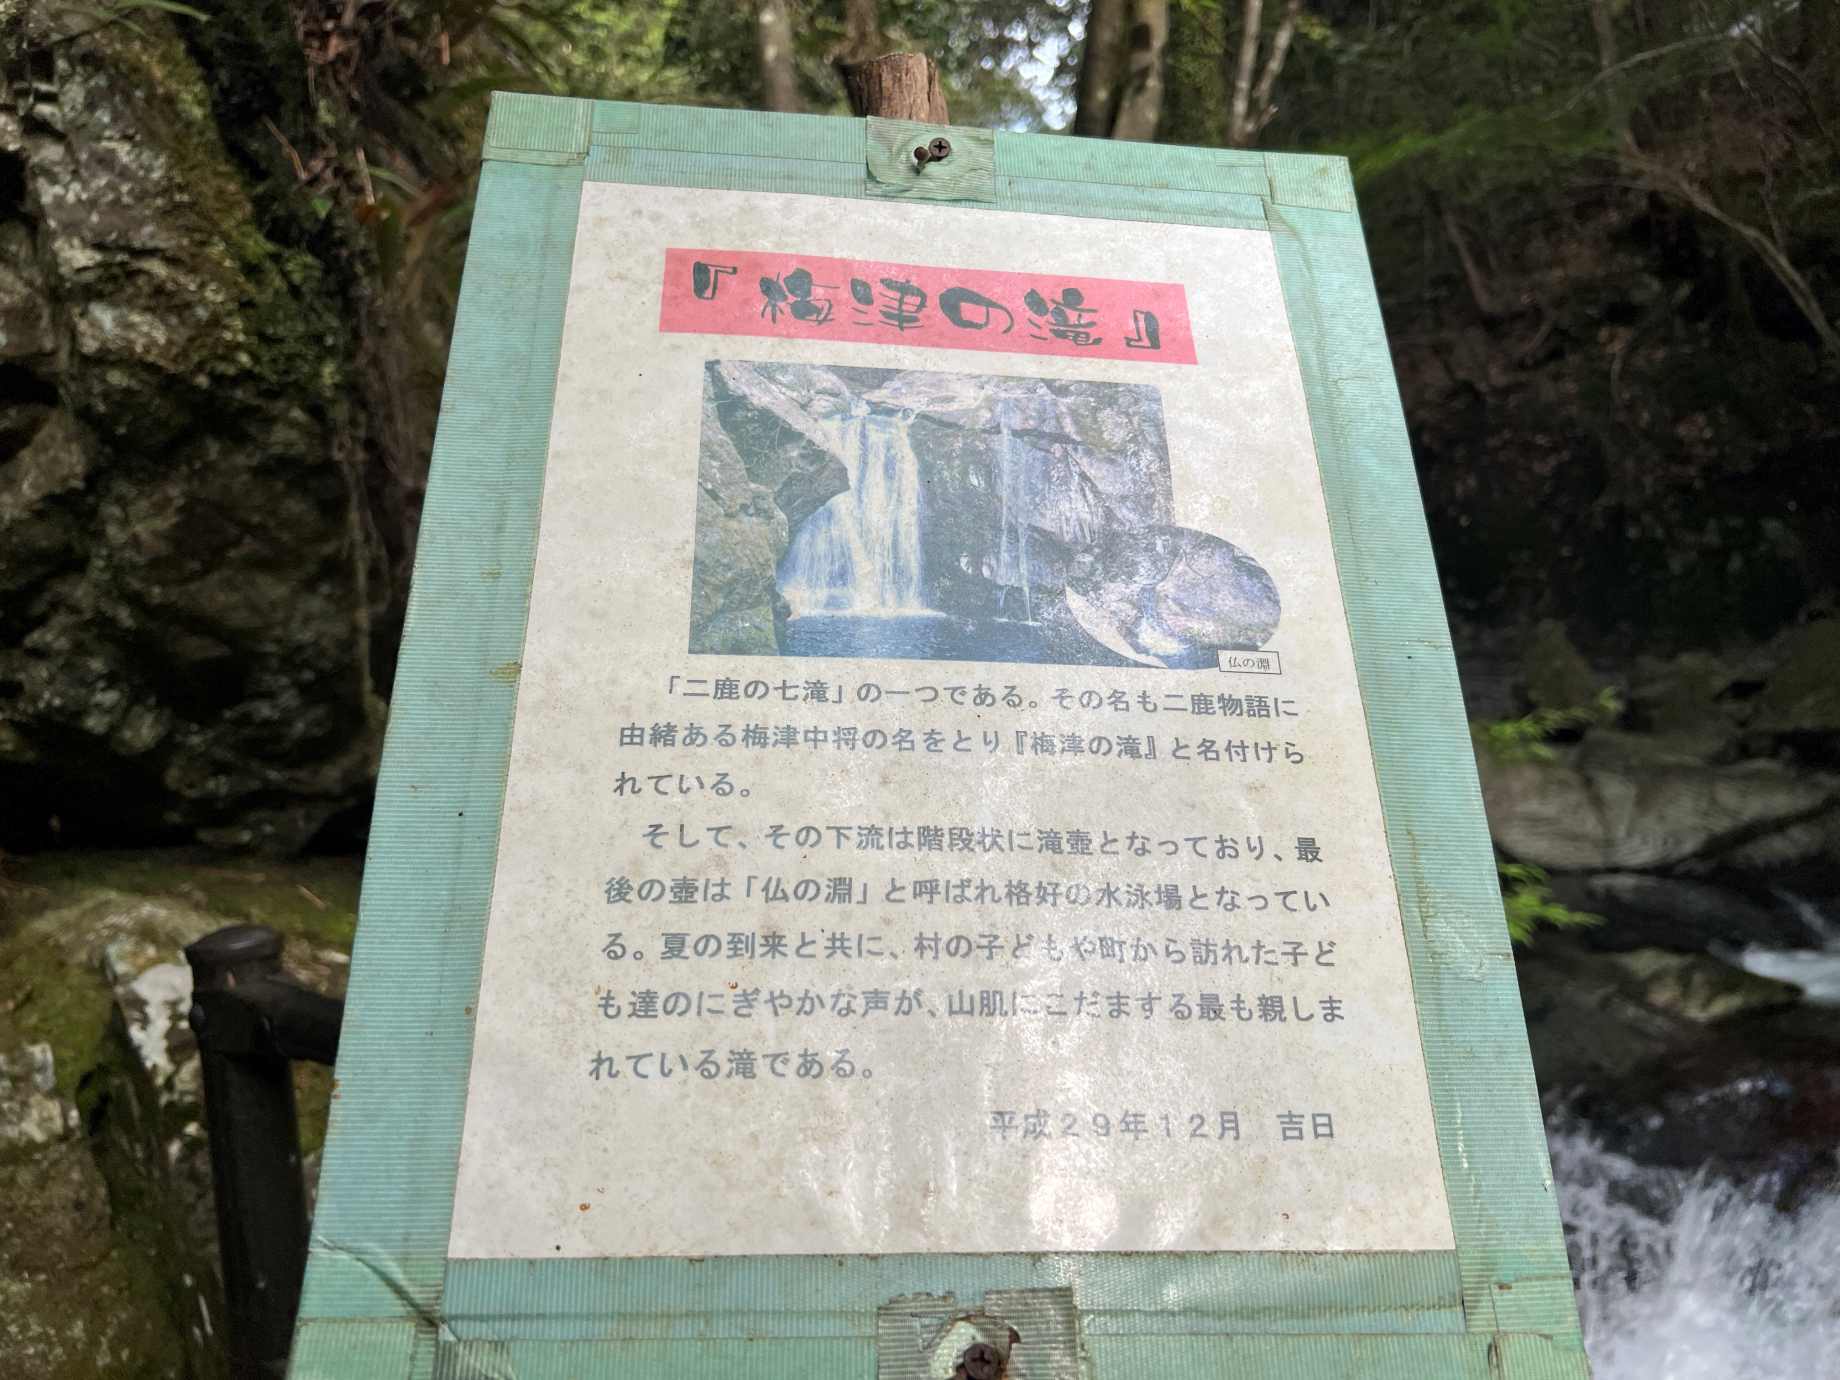 『梅津の滝』
仏の淵
「二鹿の七滝」の一つである。その名も二鹿物語に
由緒ある梅津中将の名をとり『梅津の滝』と名付けら
れている。
そして、その下流は階段状に滝壺となっており、最
後の壺は「仏の淵」と呼ばれ格好の水泳場となってい
る。夏の到来と共に、村の子どもや町から訪れた子ど
も達のにぎやかな声が、山肌にこだまする最も親しま
れている滝である。
平成29年12月　吉日